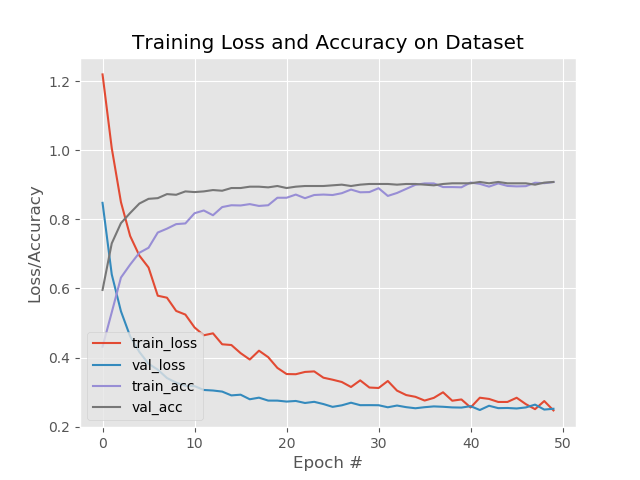 Training Loss and Accuracy on Dataset
Loss/Accuracy
1.2
1.0
0.8
0.6
0.4
0.2
train_loss
val_loss
train_acc
val_acc
0
10
20
30
40
50
Epoch #